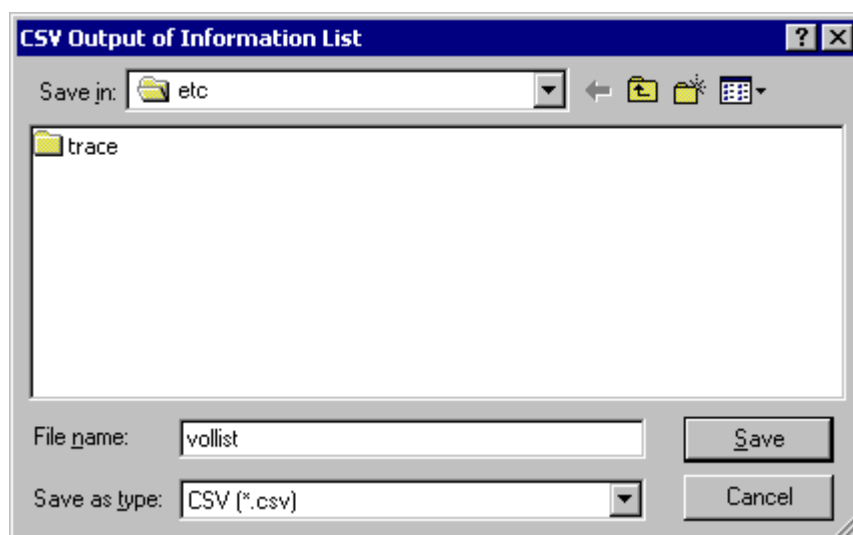 CSV Output of Information List
Save in: etc
trace
File name: vollist Save
Save as type: CSV (*.csv) Cancel